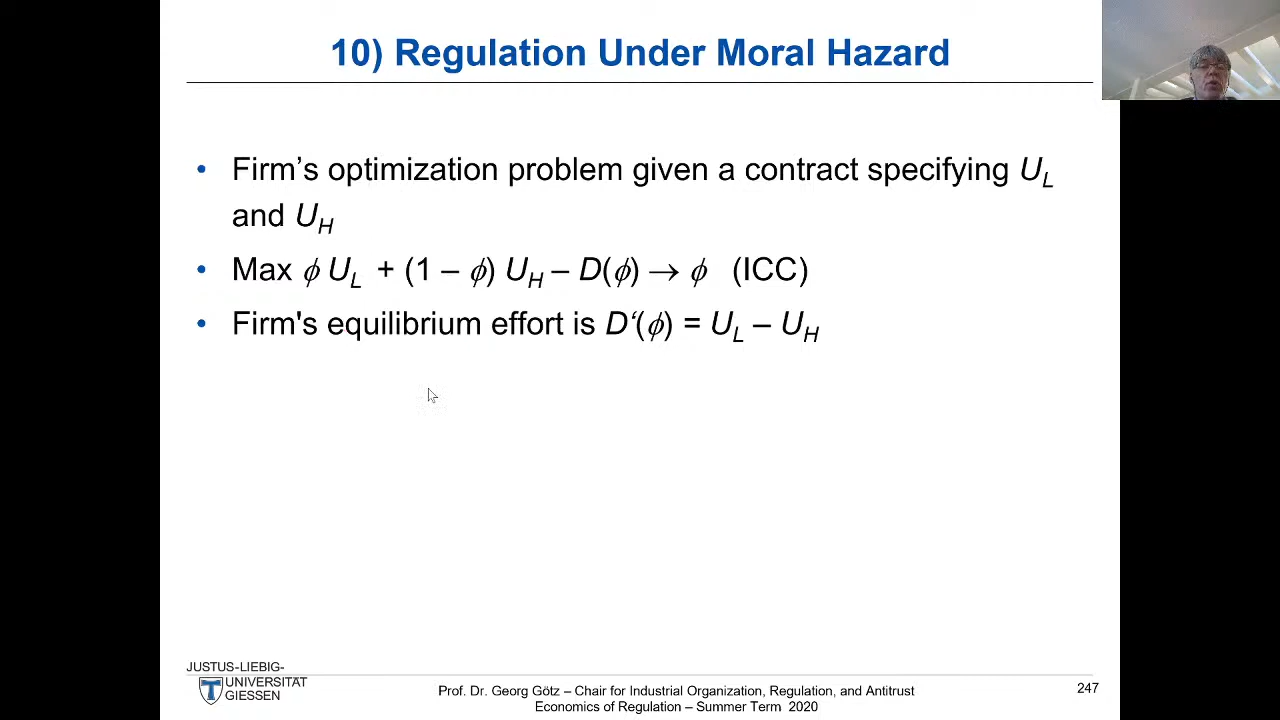 10) Regulation Under Moral Hazard
• Firm’s optimization problem given a contract specifying U_L
and U_H
• Max ϕ U_L + (1 – ϕ) U_H – D(ϕ) → ϕ (ICC)
• Firm's equilibrium effort is D‘(ϕ) = U_L – U_H
JUSTUS-LIEBIG-
UNIVERSITÄT
GIESSEN
Prof. Dr. Georg Götz – Chair for Industrial Organization, Regulation, and Antitrust
Economics of Regulation – Summer Term 2020
247